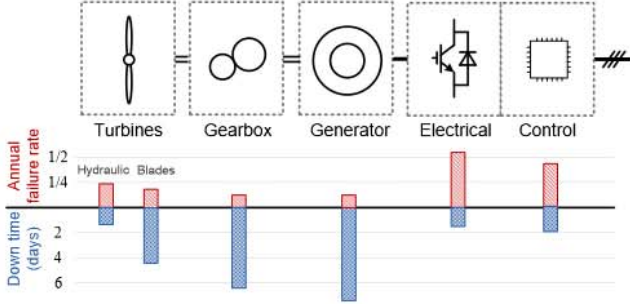 Turbines Gearbox Generator Electrical Control
Annual
failure rate
1/2
1/4
Hydraulic Blades
Down time
(days)
2
4
6